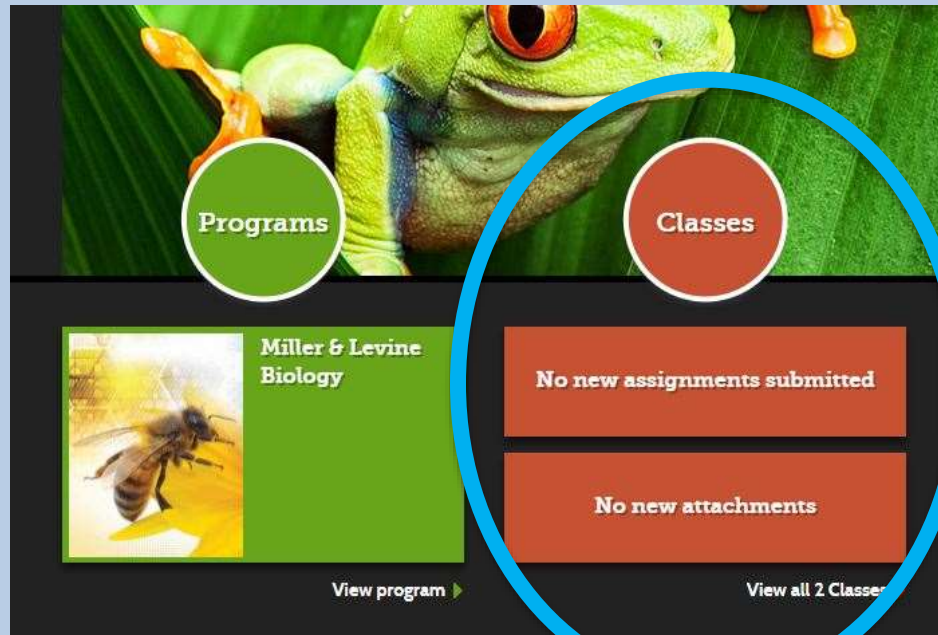 Programs
Classes
Miller & Levine
Biology
No new assignments submitted
No new attachments
View program
View all 2 Classes